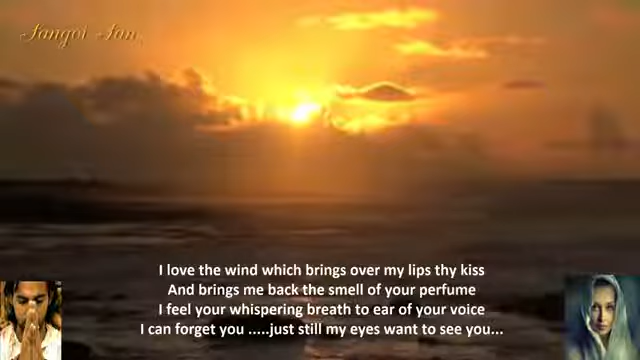 I love the wind which brings over my lips thy kiss
And brings me back the smell of your perfume
I feel your whispering breath to ear of your voice
I can forget you .....just still my eyes want to see you...